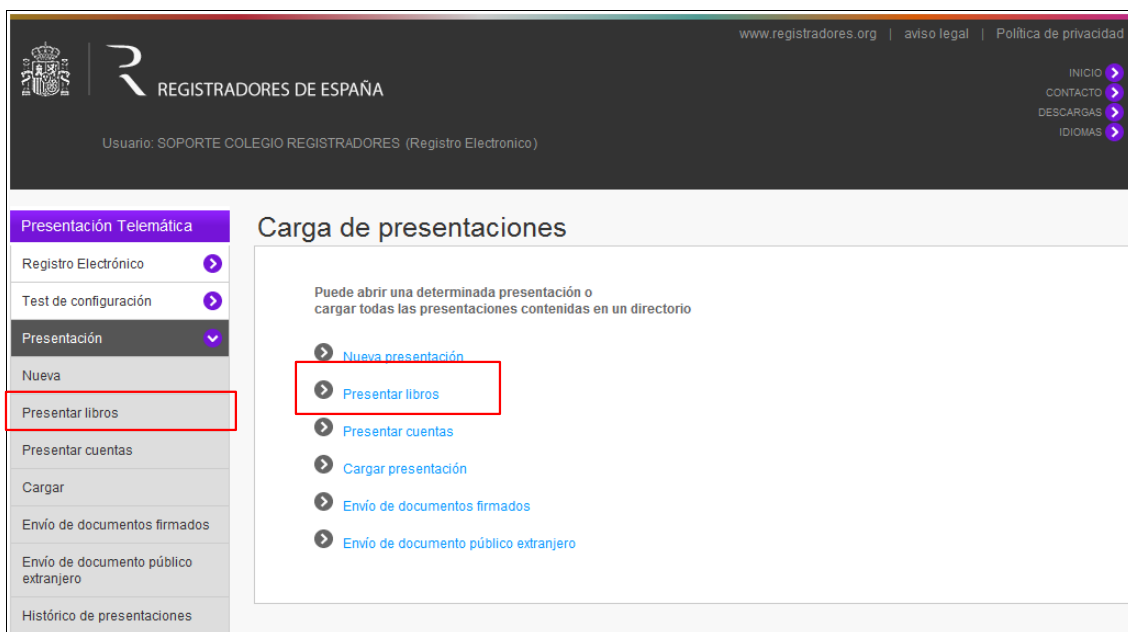 www.registradores.org | aviso legal | Política de privacidad
REGISTRADORES DE ESPAÑA
INICIO
CONTACTO
DESCARGAS
IDIOMAS
Usuario: SOPORTE COLEGIO REGISTRADORES (Registro Electronico)
Presentación Telemática
Registro Electrónico
Test de configuración
Presentación
Nueva
Presentar libros
Presentar cuentas
Cargar
Envío de documentos firmados
Envío de documento público
extranjero
Histórico de presentaciones
Carga de presentaciones
Puede abrir una determinada presentación o
cargar todas las presentaciones contenidas en un directorio
Nueva presentación
Presentar libros
Presentar cuentas
Cargar presentación
Envío de documentos firmados
Envío de documento público extranjero